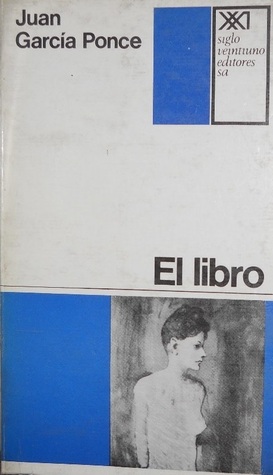 Juan
García Ponce
XXI
siglo
veintiuno
editores
sa
El libro